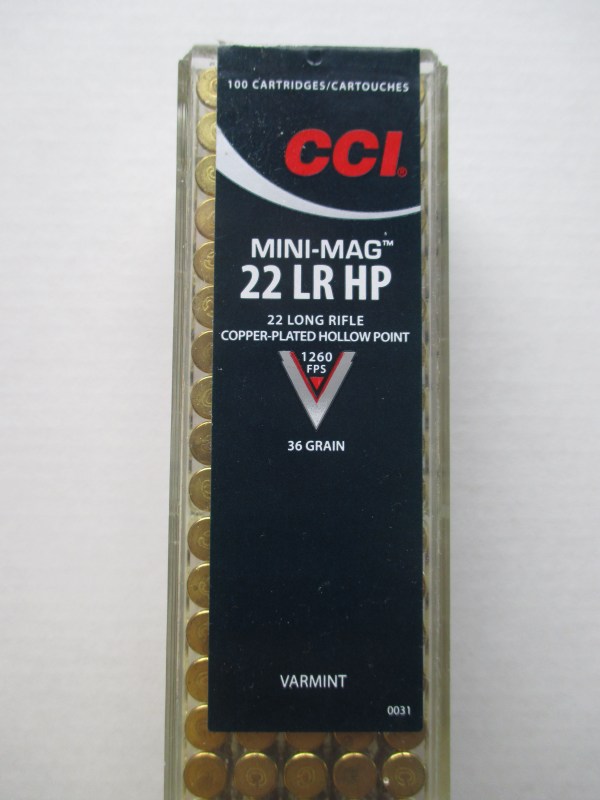 100 CARTRIDGES/CARTOUCHES
CCI®
MINI-MAG™
22 LR HP
22 LONG RIFLE
COPPER-PLATED HOLLOW POINT
1260
FPS
36 GRAIN
VARMINT
0031